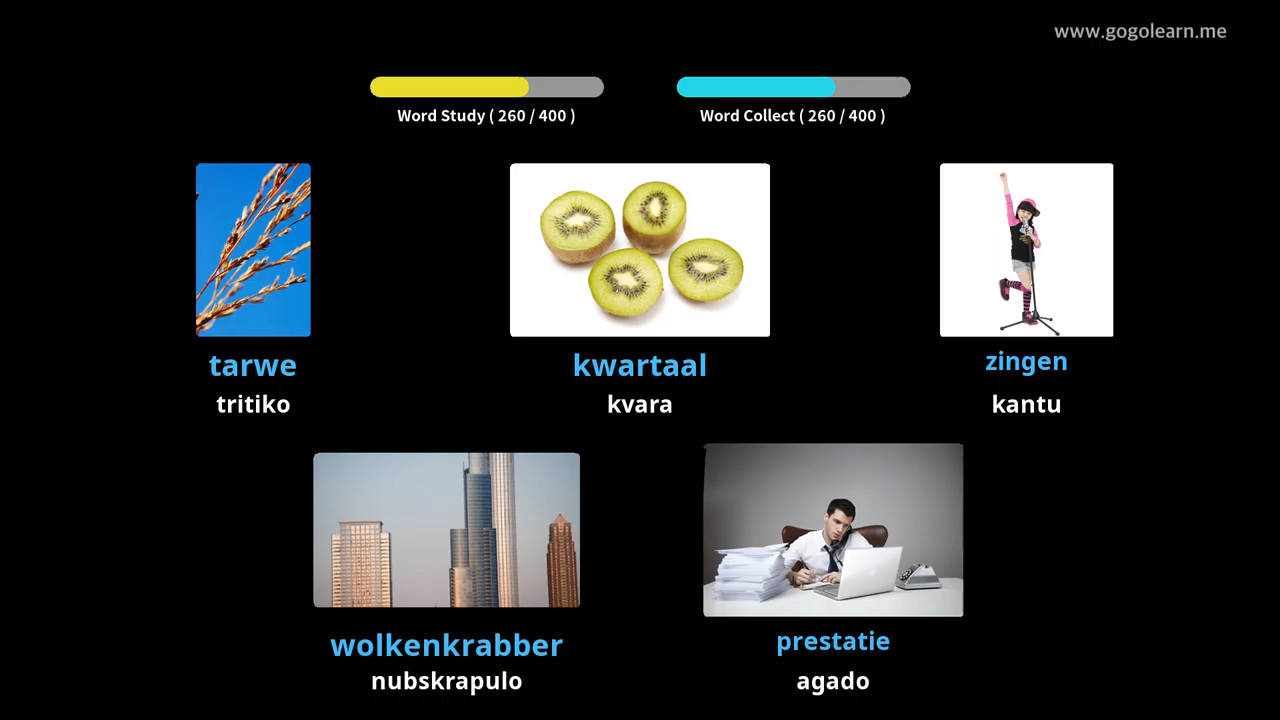 www.gogolearn.me
Word Study ( 260 / 400 )
Word Collect ( 260 / 400 )
tarwe
tritiko
kwartaal
kvara
zingen
kantu
wolkenkrabber
nubskrapulo
prestatie
agado